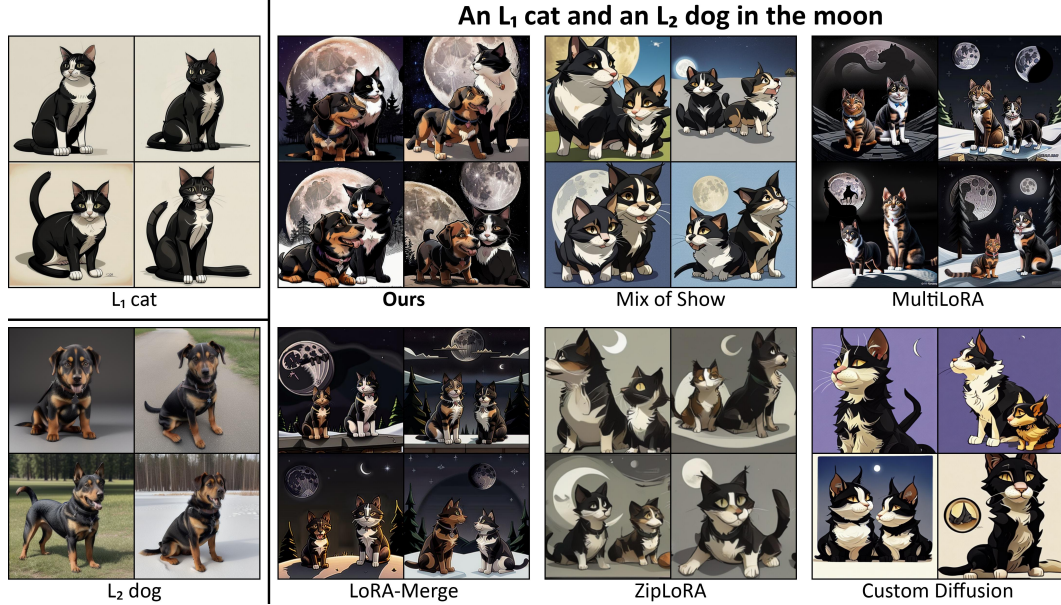 An L₁ cat and an L₂ dog in the moon
L₁ cat
Ours
Mix of Show
MultiLoRA
L₂ dog
LoRA-Merge
ZipLoRA
Custom Diffusion